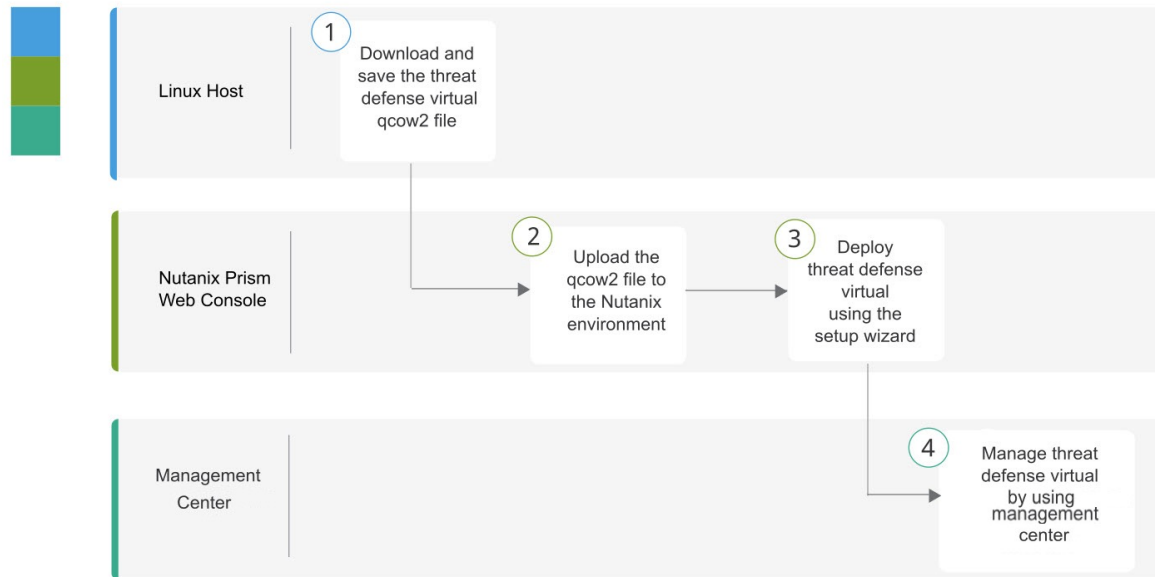 1
Download and
save the threat
defense virtual
qcow2 file
Linux Host
2
Upload the
qcow2 file to
the Nutanix
environment
3
Deploy
threat defense
virtual
using the
setup wizard
Nutanix Prism
Web Console
4
Manage threat
defense virtual
by using
management
center
Management
Center